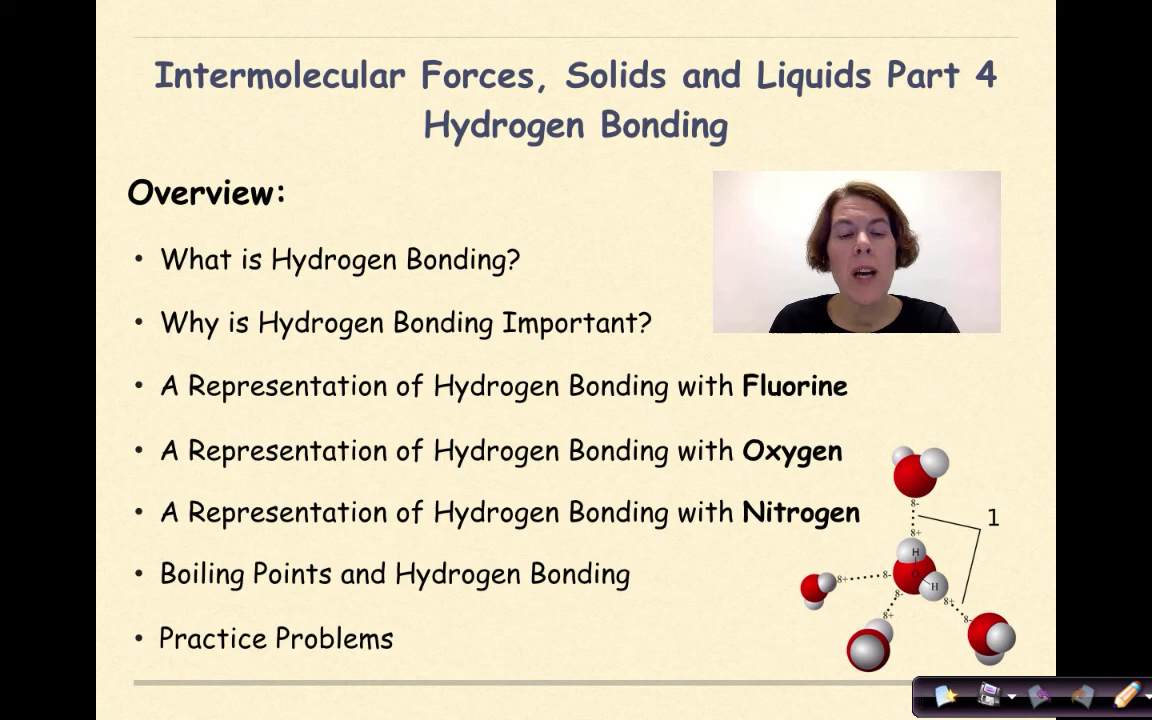 Intermolecular Forces, Solids and Liquids Part 4
Hydrogen Bonding
Overview:
• What is Hydrogen Bonding?
• Why is Hydrogen Bonding Important?
• A Representation of Hydrogen Bonding with Fluorine
• A Representation of Hydrogen Bonding with Oxygen
• A Representation of Hydrogen Bonding with Nitrogen
• Boiling Points and Hydrogen Bonding
• Practice Problems
δ-
1
δ+
H
δ+ δ- O
H
δ- δ+
δ+ δ-